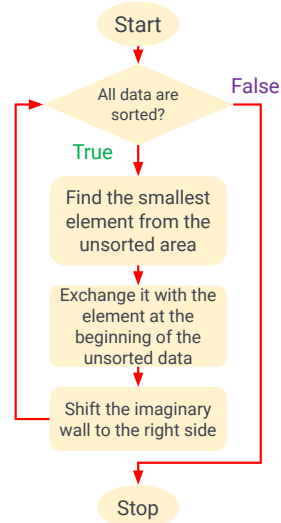 Start
All data are
sorted?
False
True
Find the smallest
element from the
unsorted area
Exchange it with the
element at the
beginning of the
unsorted data
Shift the imaginary
wall to the right side
Stop